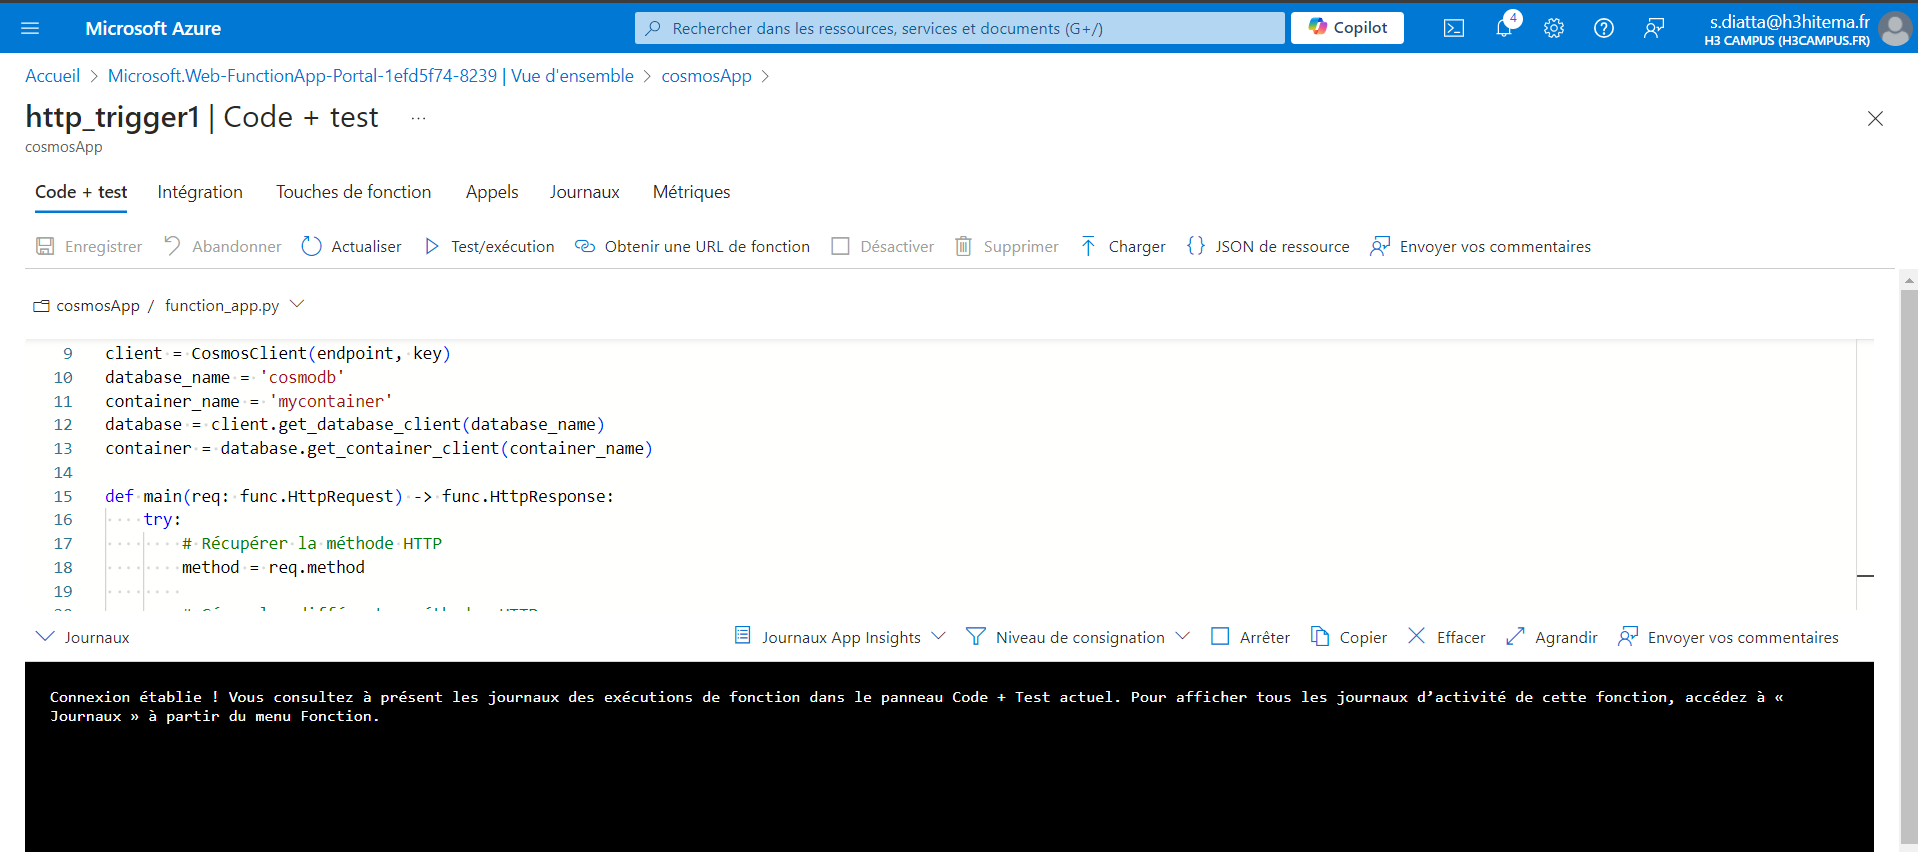 Microsoft Azure
Rechercher dans les ressources, services et documents (G+/)
Copilot
4
s.diatta@h3hitema.fr
H3 CAMPUS (H3CAMPUS.FR)
Accueil > Microsoft.Web-FunctionApp-Portal-1efd5f74-8239 | Vue d'ensemble > cosmosApp >
http_trigger1 | Code + test ...
cosmosApp
Code + test Intégration Touches de fonction Appels Journaux Métriques
Enregistrer Abandonner Actualiser Test/exécution Obtenir une URL de fonction Désactiver Supprimer Charger {} JSON de ressource Envoyer vos commentaires
cosmosApp / function_app.py
9 client = CosmosClient(endpoint, key)
10 database_name = 'cosmodb'
11 container_name = 'mycontainer'
12 database = client.get_database_client(database_name)
13 container = database.get_container_client(container_name)
14
15 def main(req: func.HttpRequest) -> func.HttpResponse:
16 try:
17 # Récupérer la méthode HTTP
18 method = req.method
19
Journaux
Journaux App Insights Niveau de consignation Arrêter Copier Effacer Agrandir Envoyer vos commentaires
Connexion établie ! Vous consultez à présent les journaux des exécutions de fonction dans le panneau Code + Test actuel. Pour afficher tous les journaux d’activité de cette fonction, accédez à «
Journaux » à partir du menu Fonction.